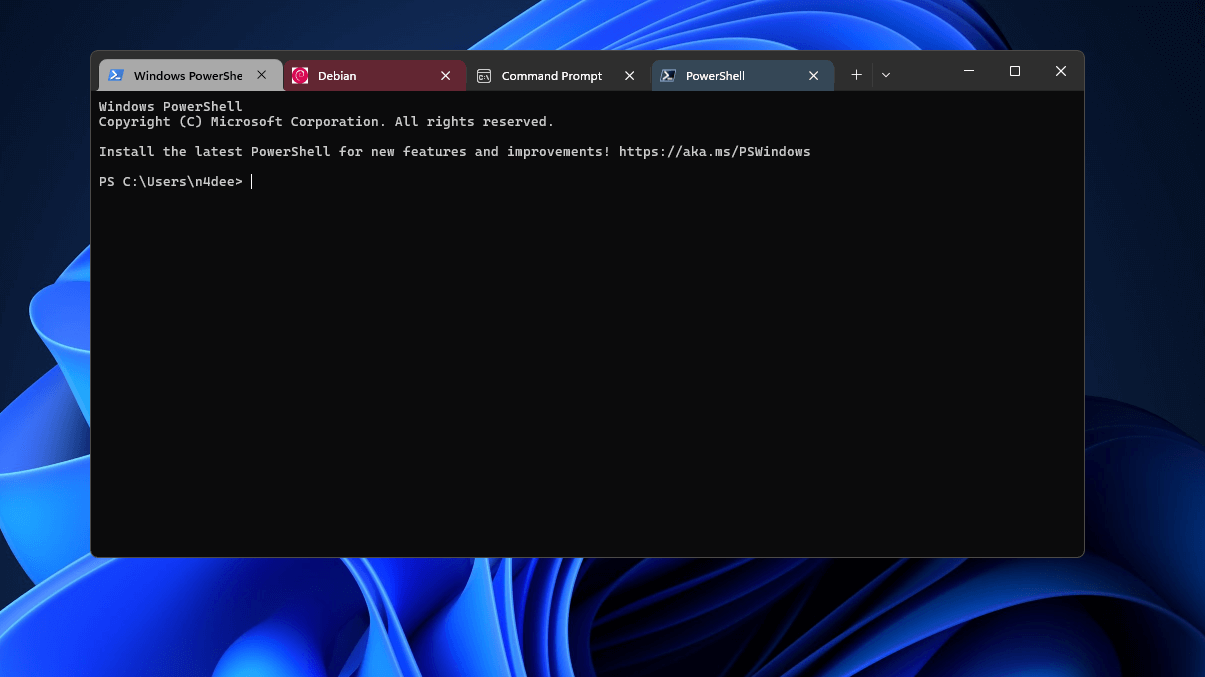 Windows PowerShe
Debian
Command Prompt
PowerShell
Windows PowerShell
Copyright (C) Microsoft Corporation. All rights reserved.
Install the latest PowerShell for new features and improvements! https://aka.ms/PSWindows
PS C:\Users\n4dee>